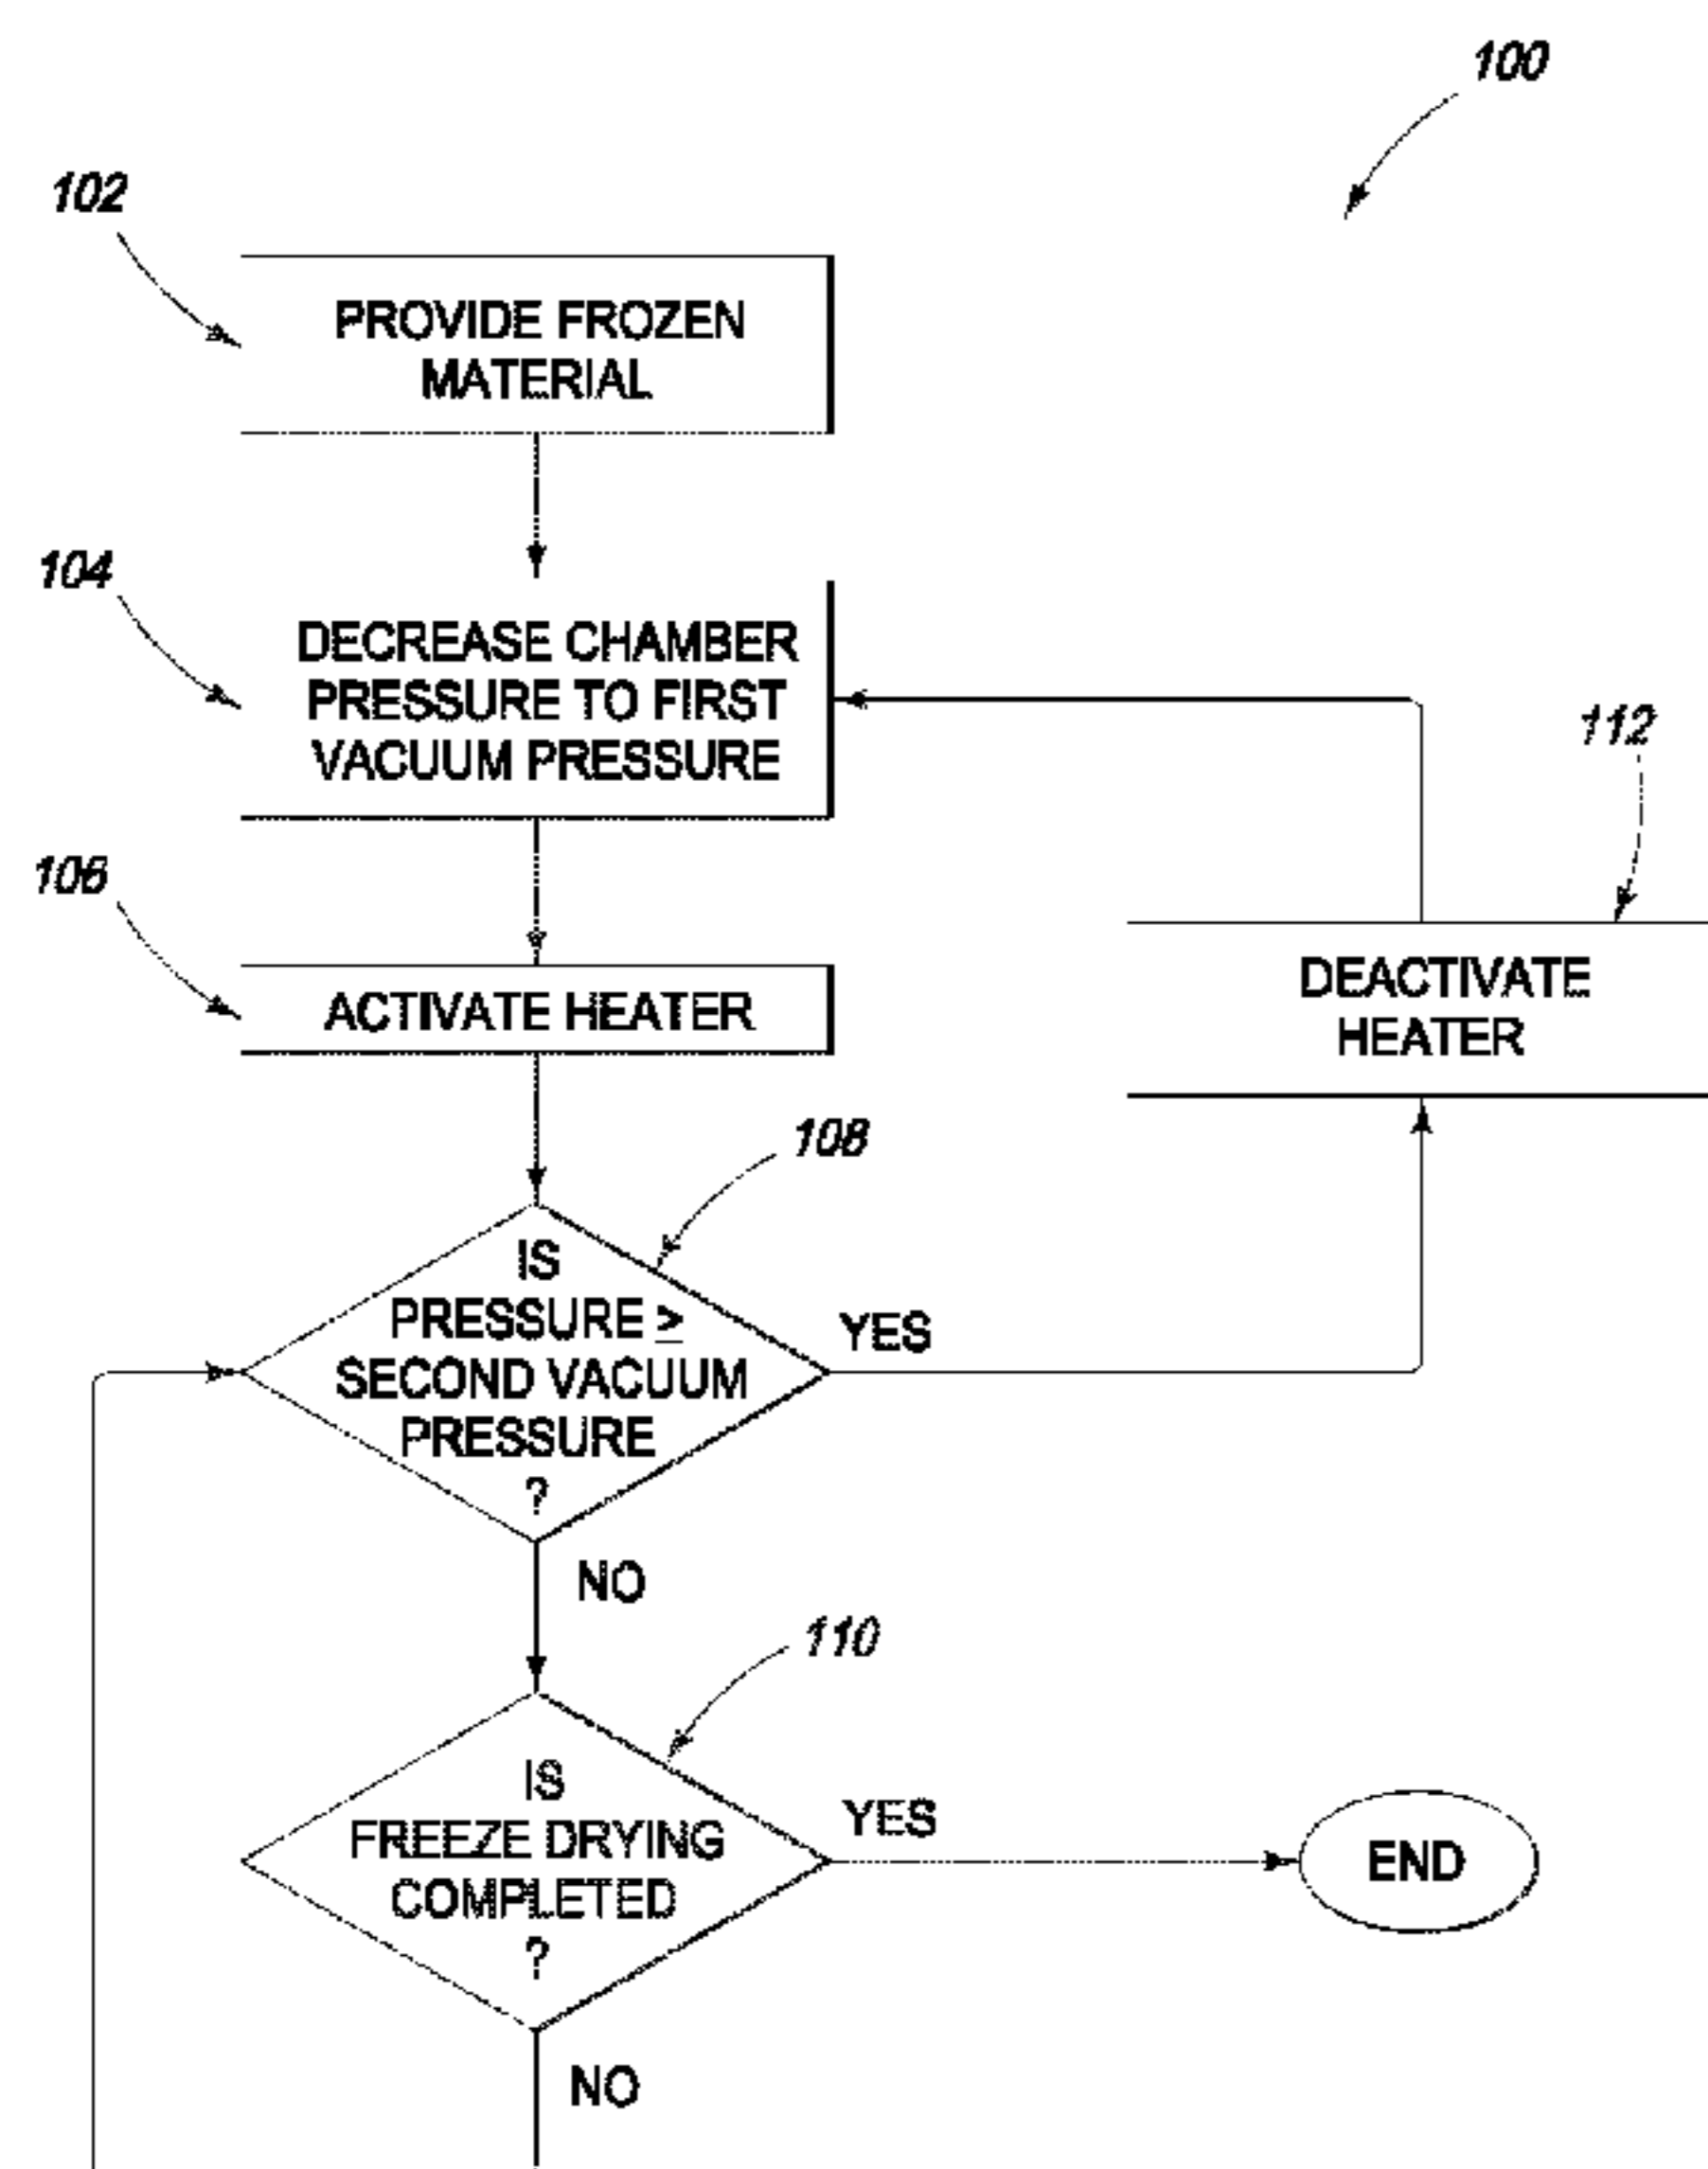 100
102
PROVIDE FROZEN
MATERIAL
104
DECREASE CHAMBER
PRESSURE TO FIRST
VACUUM PRESSURE
112
106
ACTIVATE HEATER
DEACTIVATE
HEATER
108
IS
PRESSURE ≥
SECOND VACUUM
PRESSURE
?
YES
NO
110
IS
FREEZE DRYING
COMPLETED
?
YES
END
NO